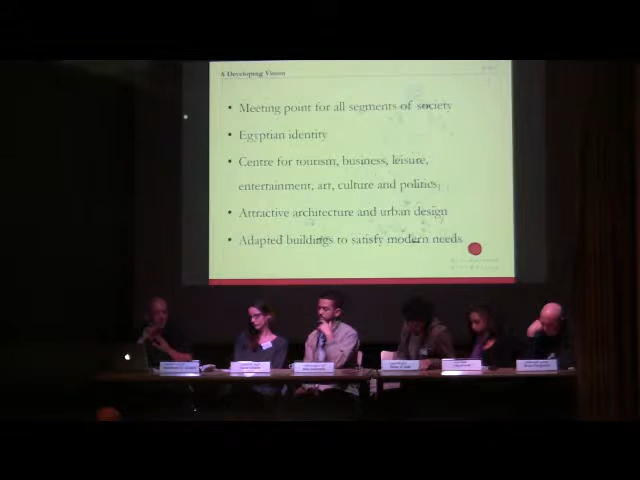 A Developing Vision
• Meeting point for all segments of society
• Egyptian identity
• Centre for tourism, business, leisure,
entertainment, art, culture and politics
• Attractive architecture and urban design
• Adapted buildings to satisfy modern needs